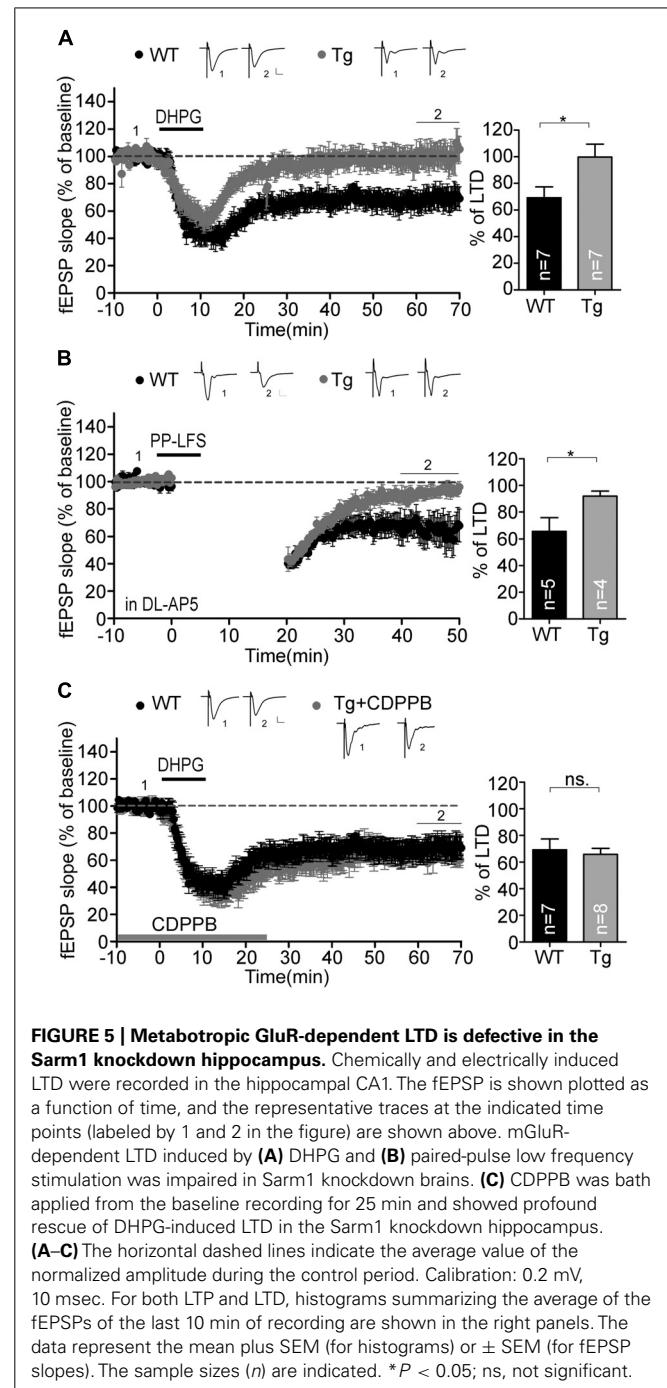 A
WT
1
2
Tg
1
2
fEPSP slope (% of baseline)
140
120
100
80
60
40
20
0
1
DHPG
2
-10 0 10 20 30 40 50 60 70
Time(min)
% of LTD
120
100
80
60
40
20
0
*
n=7
n=7
WT Tg
B
WT
1
2
Tg
1
2
fEPSP slope (% of baseline)
140
120
100
80
60
40
20
0
1
PP-LFS
2
in DL-AP5
-10 0 10 20 30 40 50
Time(min)
% of LTD
120
100
80
60
40
20
0
*
n=5
n=4
WT Tg
C
WT
1
2
Tg+CDPPB
1
2
fEPSP slope (% of baseline)
140
120
100
80
60
40
20
0
1
DHPG
2
CDPPB
-10 0 10 20 30 40 50 60 70
Time(min)
% of LTD
120
100
80
60
40
20
0
ns.
n=7
n=8
WT Tg
FIGURE 5 | Metabotropic GluR-dependent LTD is defective in the
Sarm1 knockdown hippocampus. Chemically and electrically induced
LTD were recorded in the hippocampal CA1. The fEPSP is shown plotted as
a function of time, and the representative traces at the indicated time
points (labeled by 1 and 2 in the figure) are shown above. mGluR-
dependent LTD induced by (A) DHPG and (B) paired-pulse low frequency
stimulation was impaired in Sarm1 knockdown brains. (C) CDPPB was bath
applied from the baseline recording for 25 min and showed profound
rescue of DHPG-induced LTD in the Sarm1 knockdown hippocampus.
(A–C) The horizontal dashed lines indicate the average value of the
normalized amplitude during the control period. Calibration: 0.2 mV,
10 msec. For both LTP and LTD, histograms summarizing the average of the
fEPSPs of the last 10 min of recording are shown in the right panels. The
data represent the mean plus SEM (for histograms) or ± SEM (for fEPSP
slopes). The sample sizes (n) are indicated. *P < 0.05; ns, not significant.